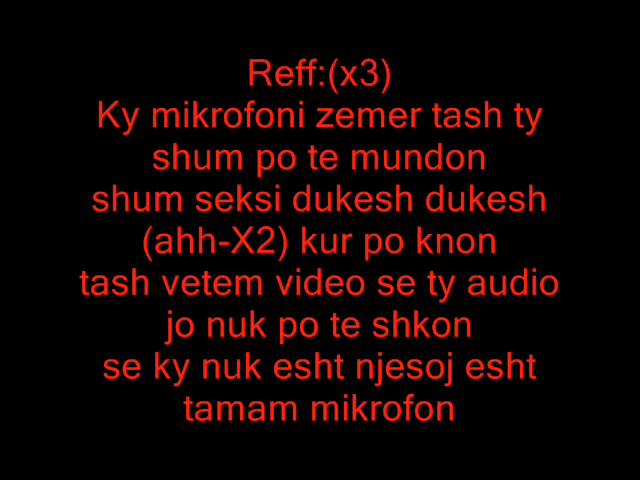 Reff:(x3)
Ky mikrofoni zemer tash ty
shum po te mundon
shum seksi dukesh dukesh
(ahh-X2) kur po knon
tash vetem video se ty audio
jo nuk po te shkon
se ky nuk esht njesoj esht
tamam mikrofon